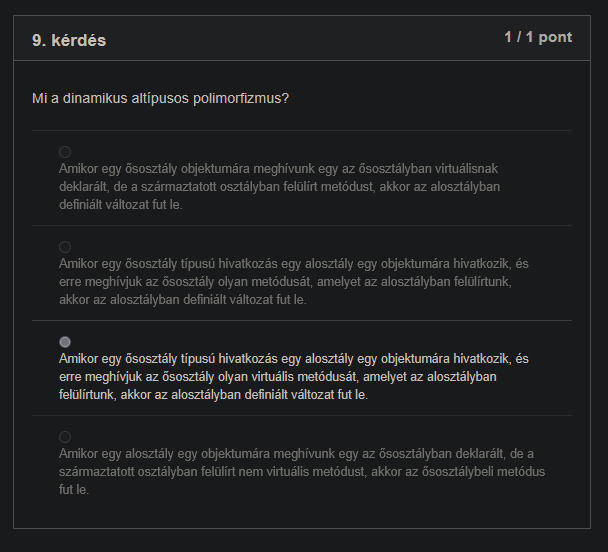 9. kérdés
1 / 1 pont
Mi a dinamikus altípusos polimorfizmus?
Amikor egy ősosztály objektumára meghívunk egy az ősosztályban virtuálisnak
deklarált, de a származtatott osztályban felülírt metódust, akkor az alosztályban
definiált változat fut le.
Amikor egy ősosztály típusú hivatkozás egy alosztály egy objektumára hivatkozik, és
erre meghívjuk az ősosztály olyan metódusát, amelyet az alosztályban felülírtunk,
akkor az alosztályban definiált változat fut le.
Amikor egy ősosztály típusú hivatkozás egy alosztály egy objektumára hivatkozik, és
erre meghívjuk az ősosztály olyan virtuális metódusát, amelyet az alosztályban
felülírtunk, akkor az alosztályban definiált változat fut le.
Amikor egy alosztály egy objektumára meghívunk egy az ősosztályban deklarált, de a
származtatott osztályban felülírt nem virtuális metódust, akkor az ősosztálybeli metódus
fut le.